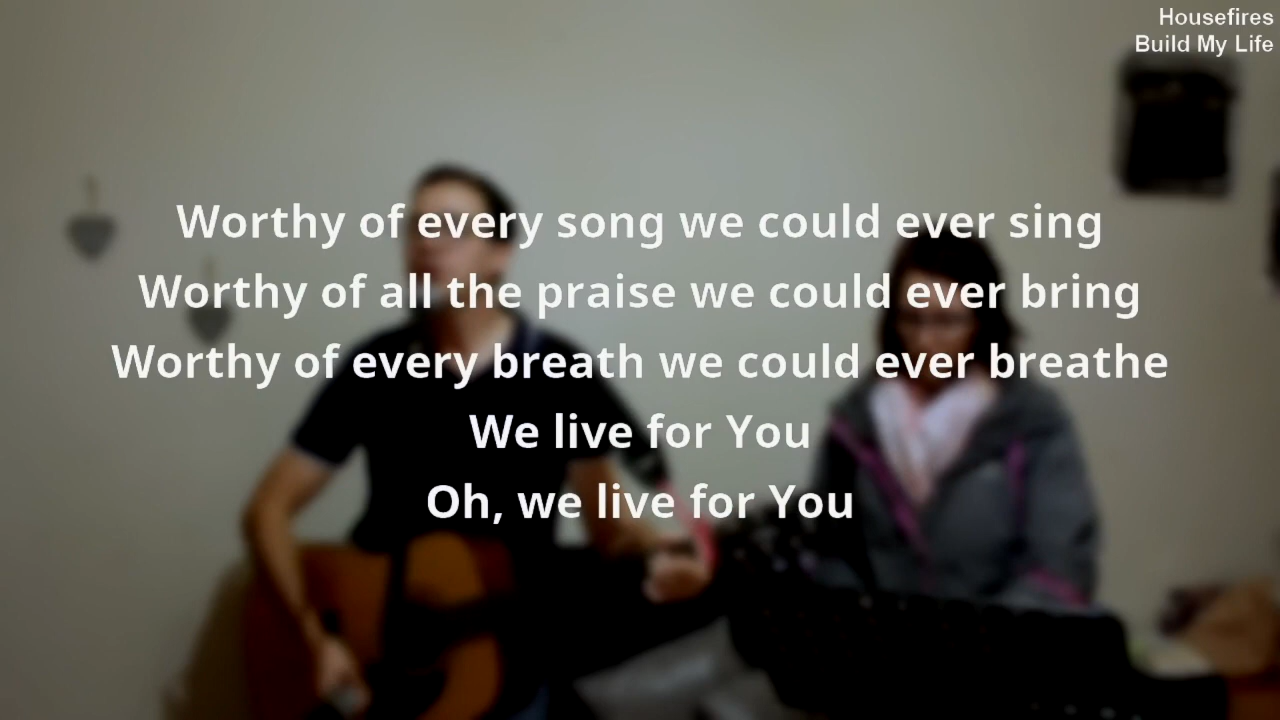 Housefires
Build My Life
Worthy of every song we could ever sing
Worthy of all the praise we could ever bring
Worthy of every breath we could ever breathe
We live for You
Oh, we live for You